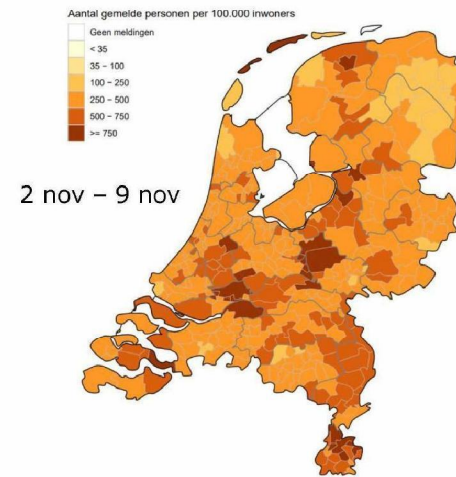 Aantal gemelde personen per 100.000 inwoners
Geen meldingen
< 35
35 – 100
100 – 250
250 – 500
500 – 750
>= 750
2 nov – 9 nov